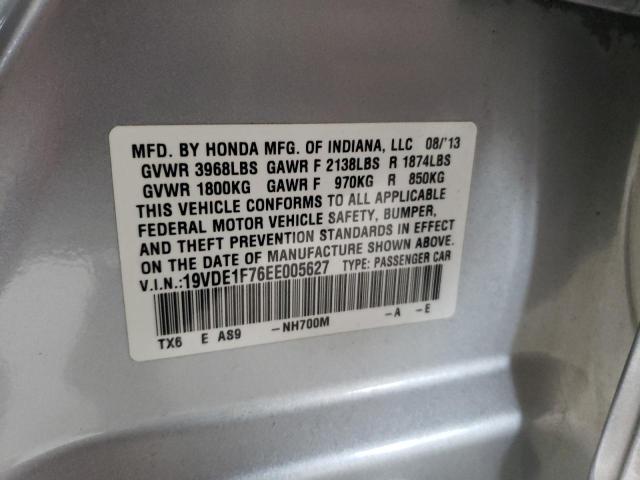 MFD. BY HONDA MFG. OF INDIANA, LLC 08/'13
GVWR 3968LBS GAWR F 2138LBS R 1874LBS
GVWR 1800KG GAWR F 970KG R 850KG
THIS VEHICLE CONFORMS TO ALL APPLICABLE
FEDERAL MOTOR VEHICLE SAFETY, BUMPER,
AND THEFT PREVENTION STANDARDS IN EFFECT
ON THE DATE OF MANUFACTURE SHOWN ABOVE.
V.I.N.:19VDE1F76EE005627 TYPE: PASSENGER CAR
TX6 E AS9 -NH700M -A -E